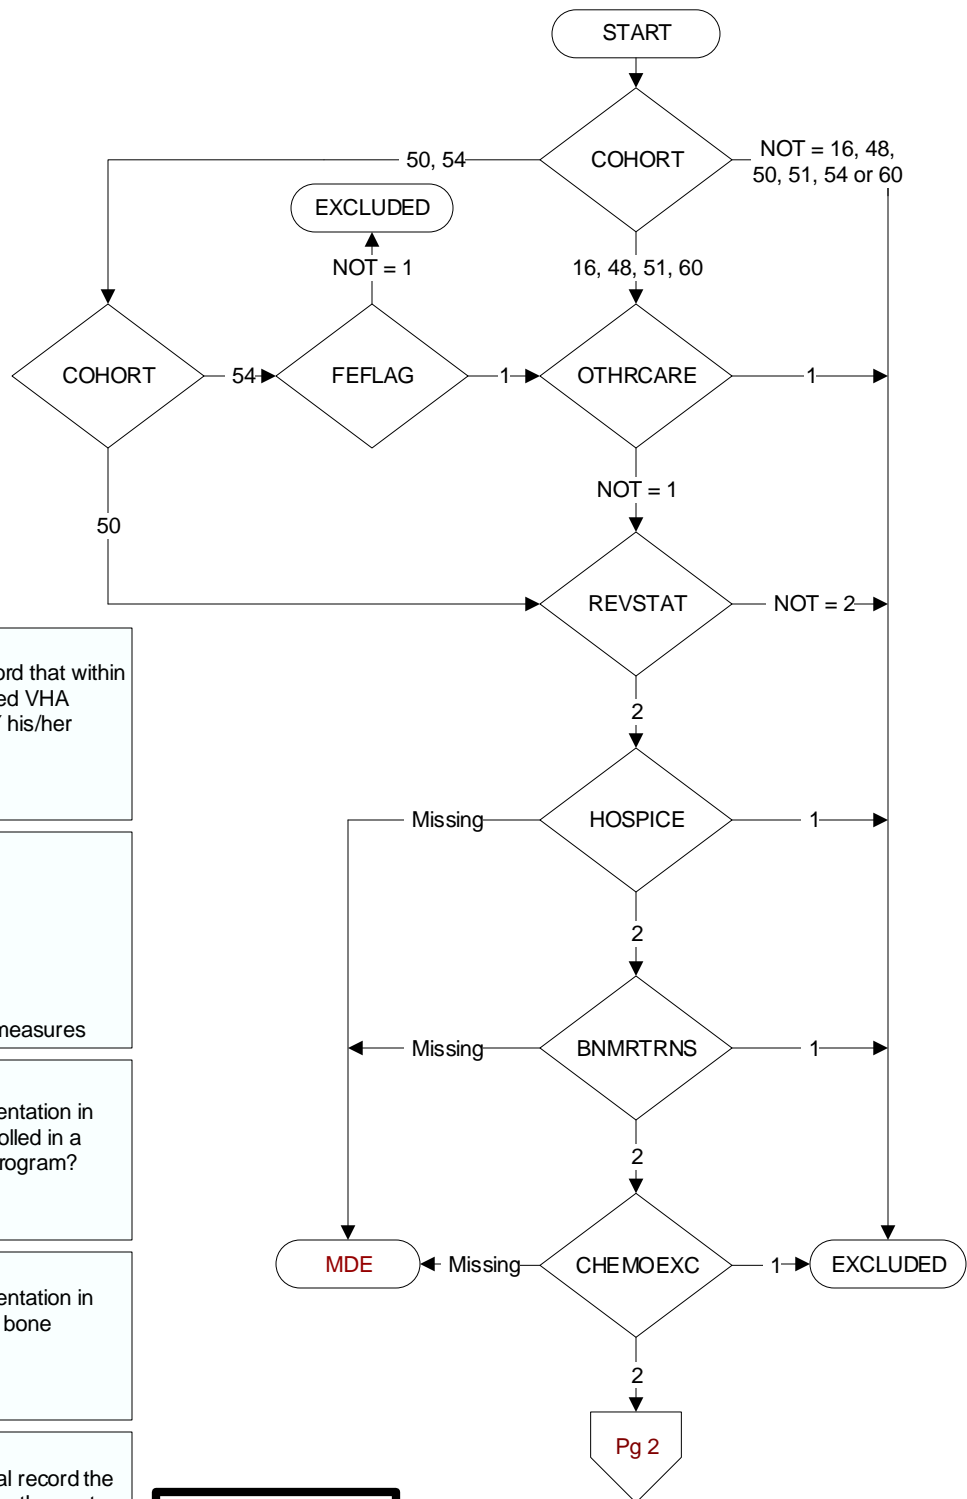 START
COHORT
50, 54
NOT = 16, 48,
50, 51, 54 or 60
EXCLUDED
NOT = 1
16, 48, 51, 60
COHORT
54
FEFLAG
1
OTHRCARE
1
NOT = 1
50
REVSTAT
NOT = 2
2
Missing
HOSPICE
1
2
Missing
BNMRTRNS
1
2
MDE
Missing
CHEMOEXC
1
EXCLUDED
2
Pg 2
ord that within
ed VHA
his/her
measures
entation in
olled in a
rogram?
entation in
bone
al record the